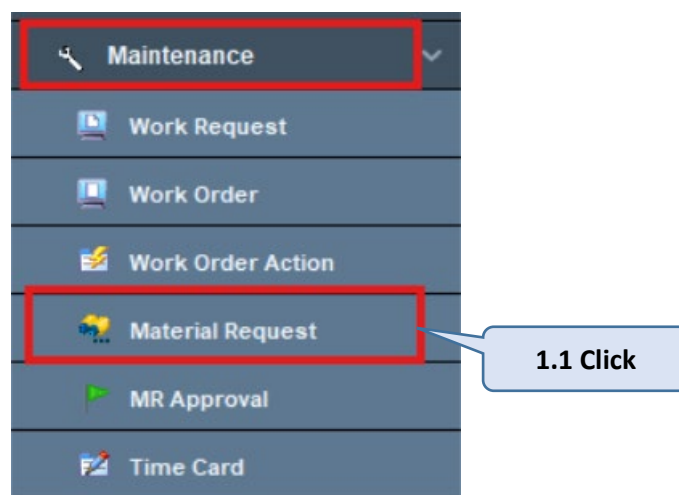 Maintenance
Work Request
Work Order
Work Order Action
Material Request
1.1 Click
MR Approval
Time Card